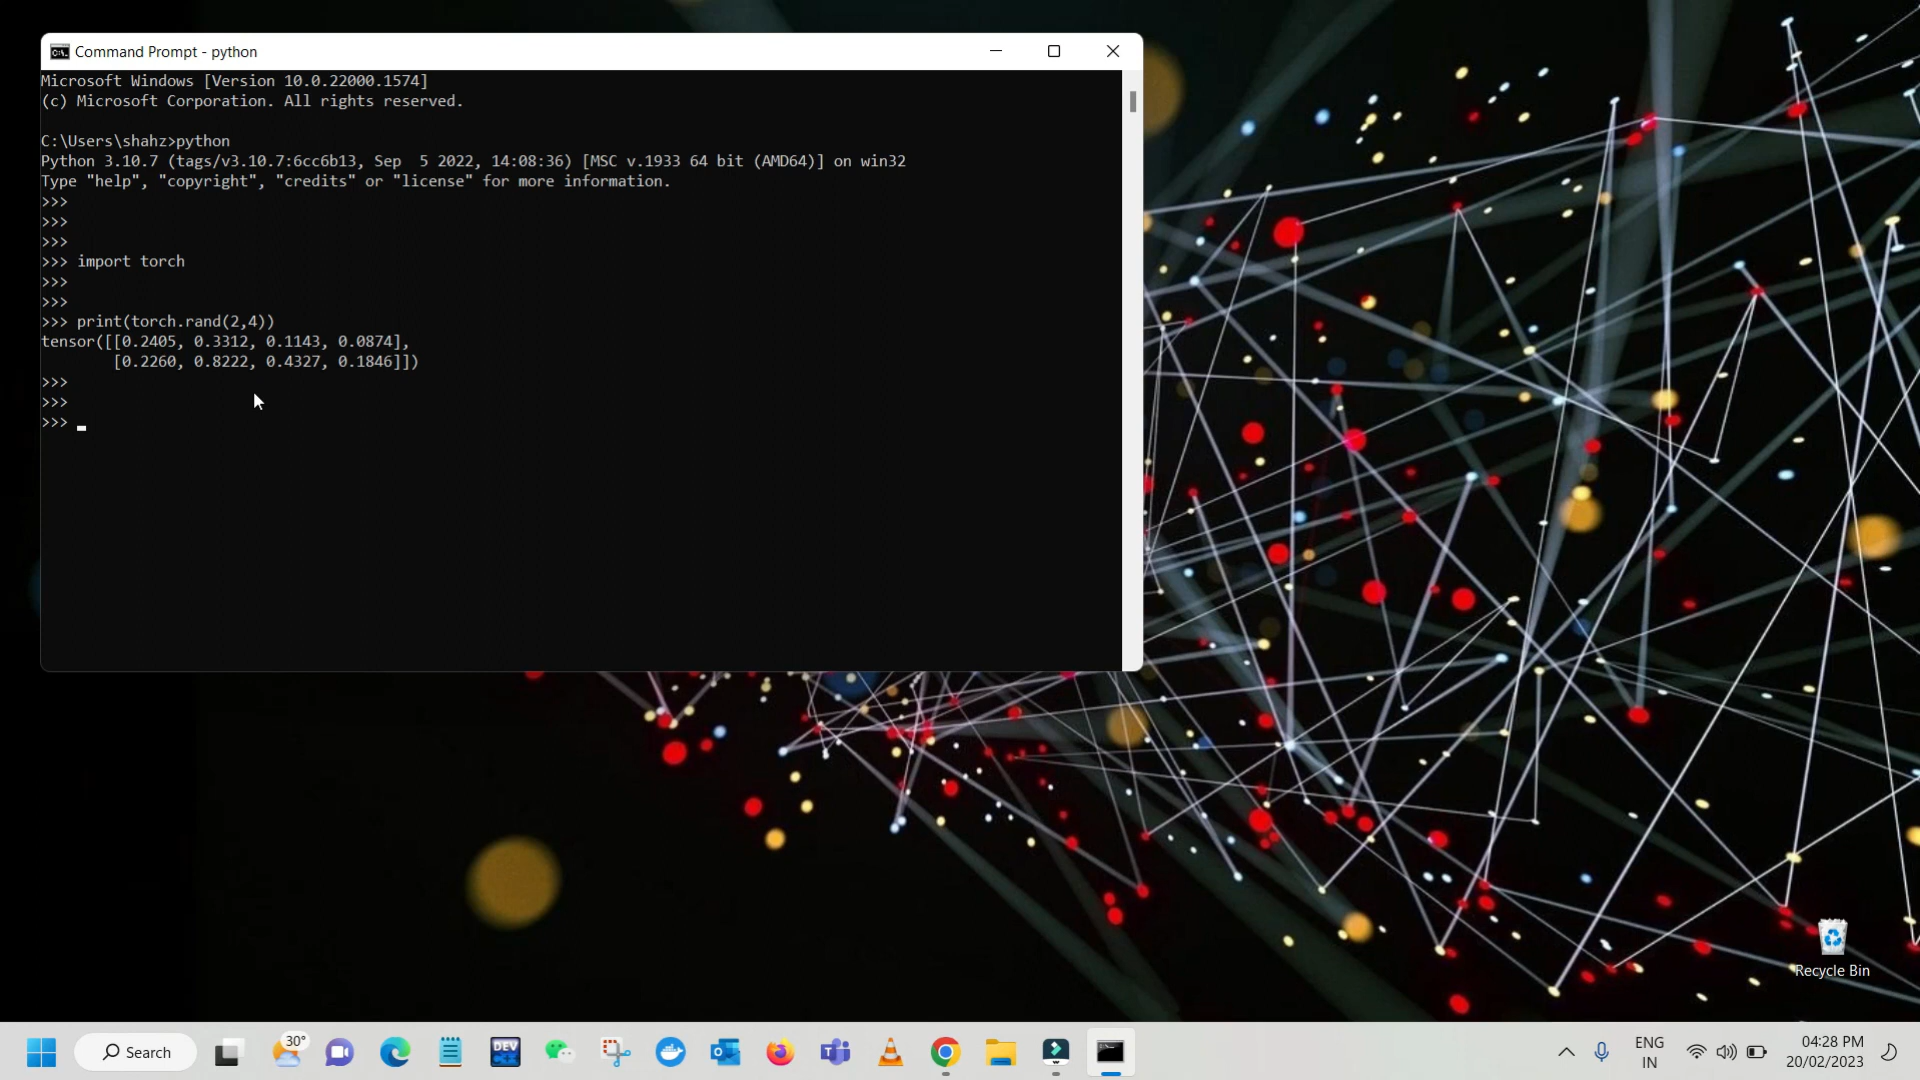 Command Prompt - python
Microsoft Windows [Version 10.0.22000.1574]
(c) Microsoft Corporation. All rights reserved.
C:\Users\shahz>python
Python 3.10.7 (tags/v3.10.7:6cc6b13, Sep  5 2022, 14:08:36) [MSC v.1933 64 bit (AMD64)] on win32
Type "help", "copyright", "credits" or "license" for more information.
>>>
>>>
>>>
>>> import torch
>>>
>>>
>>> print(torch.rand(2,4))
tensor([[0.2405, 0.3312, 0.1143, 0.0874],
        [0.2260, 0.8222, 0.4327, 0.1846]])
>>>
>>>
>>> _
Recycle Bin
Search
30°
DEV
C++
ENG
IN
04:28 PM
20/02/2023